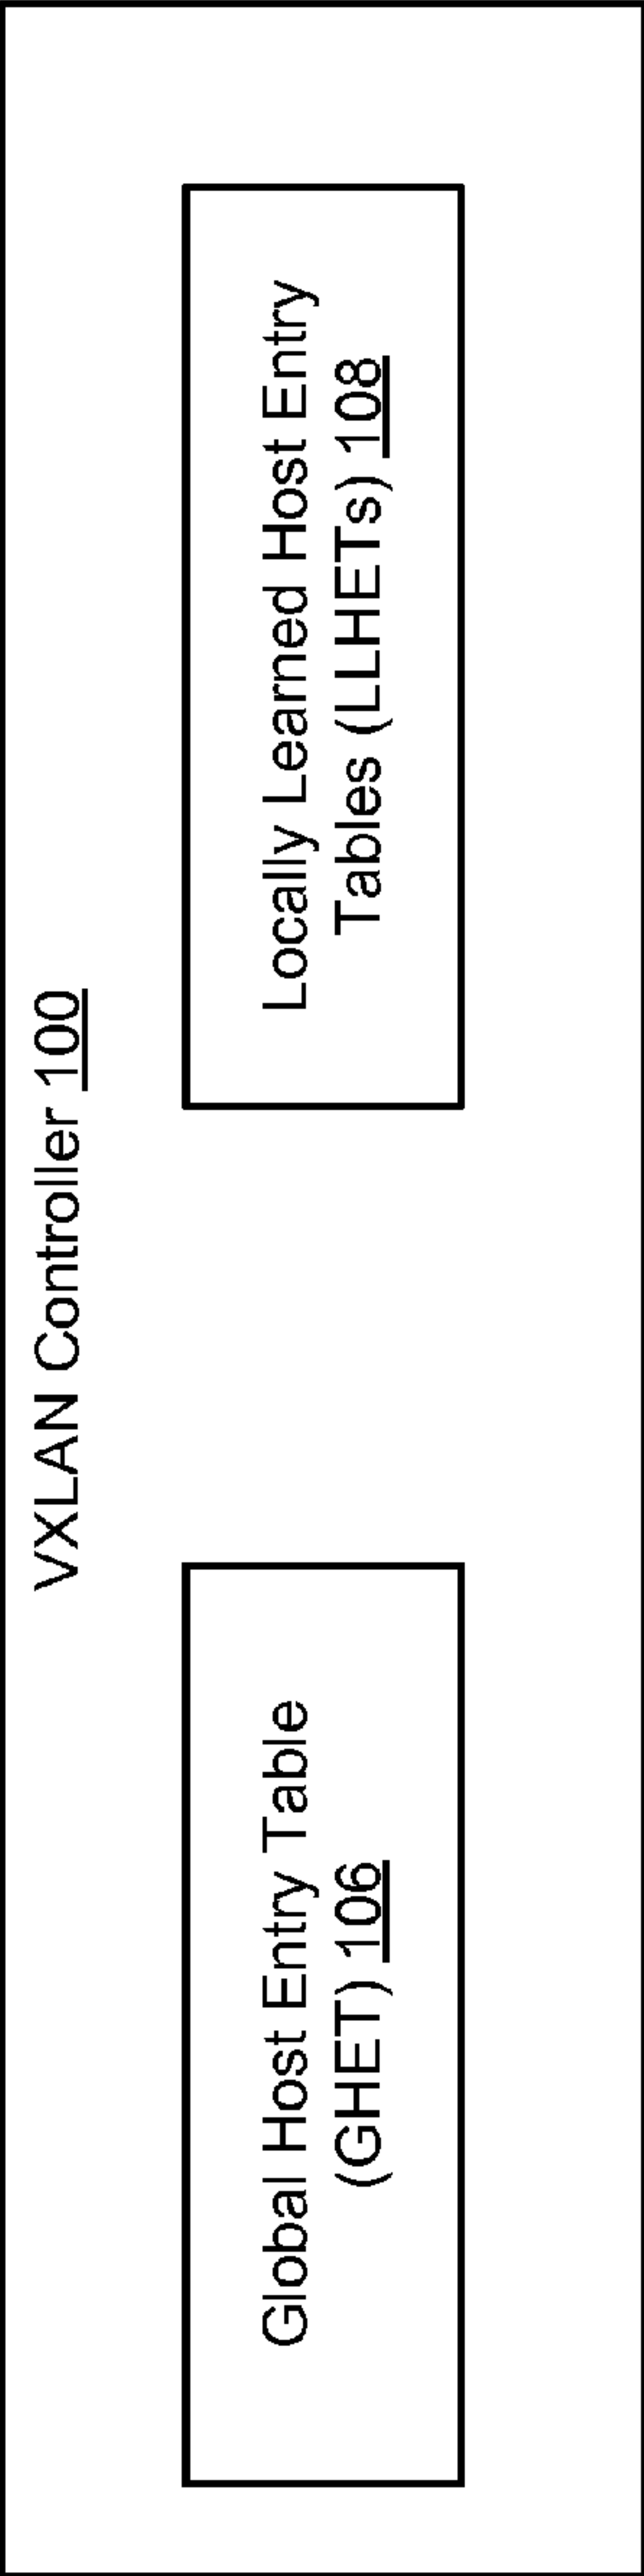 VXLAN Controller 100
Global Host Entry Table
(GHET) 106
Locally Learned Host Entry
Tables (LLHETs) 108